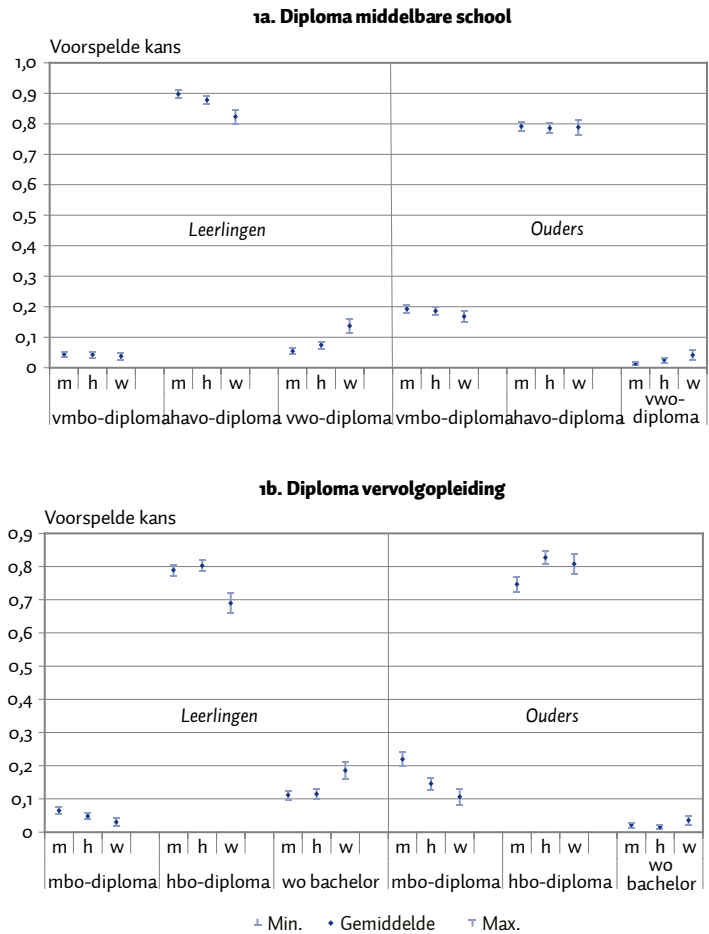 1a. Diploma middelbare school
Voorspelde kans
1,0
0,9
0,8
0,7
0,6
0,5
0,4
0,3
0,2
0,1
0
Leerlingen Ouders
m h w m h w m h w m h w m h w m h w
vmbo-diploma havo-diploma vwo-diploma vmbo-diploma havo-diploma vwo-
diploma
1b. Diploma vervolgopleiding
Voorspelde kans
0,9
0,8
0,7
0,6
0,5
0,4
0,3
0,2
0,1
0
Leerlingen Ouders
m h w m h w m h w m h w m h w m h w
mbo-diploma hbo-diploma wo bachelor mbo-diploma hbo-diploma wo
bachelor
Min. Gemiddelde Max.